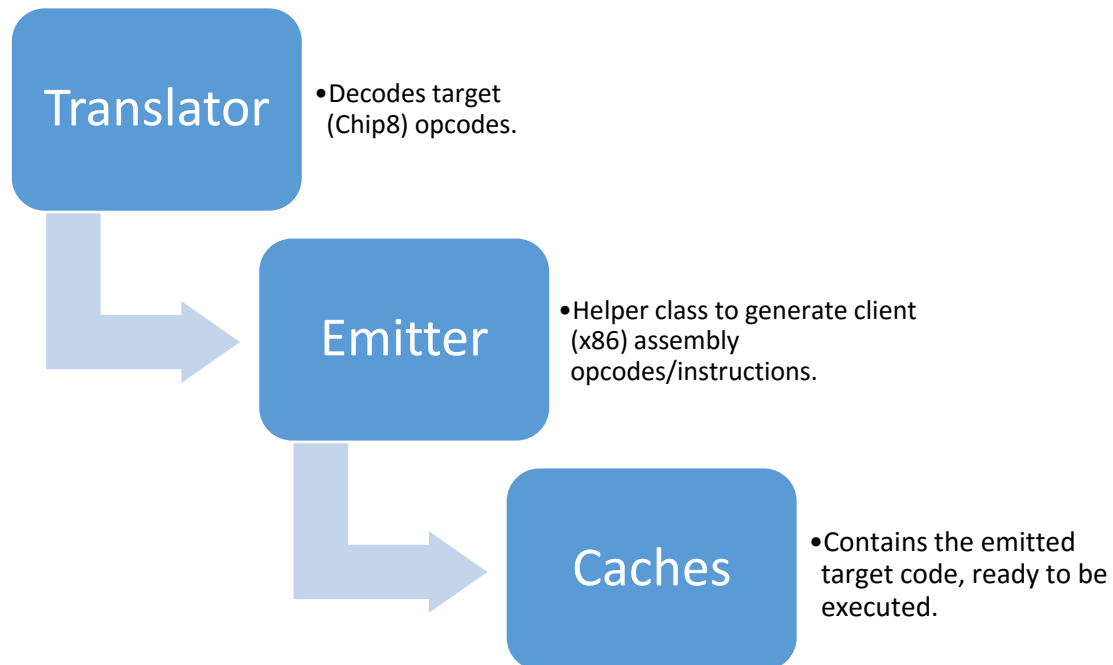 Translator
•Decodes target
(Chip8) opcodes.
Emitter
•Helper class to generate client
(x86) assembly
opcodes/instructions.
Caches
•Contains the emitted
target code, ready to be
executed.